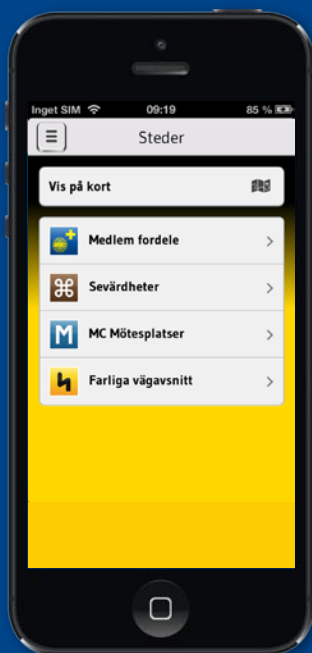 Inget SIM 09:19 85 %
Steder
Vis på kort
Medlem fordele
Sevärdheter
MC Mötesplatser
Farliga vägavsnitt